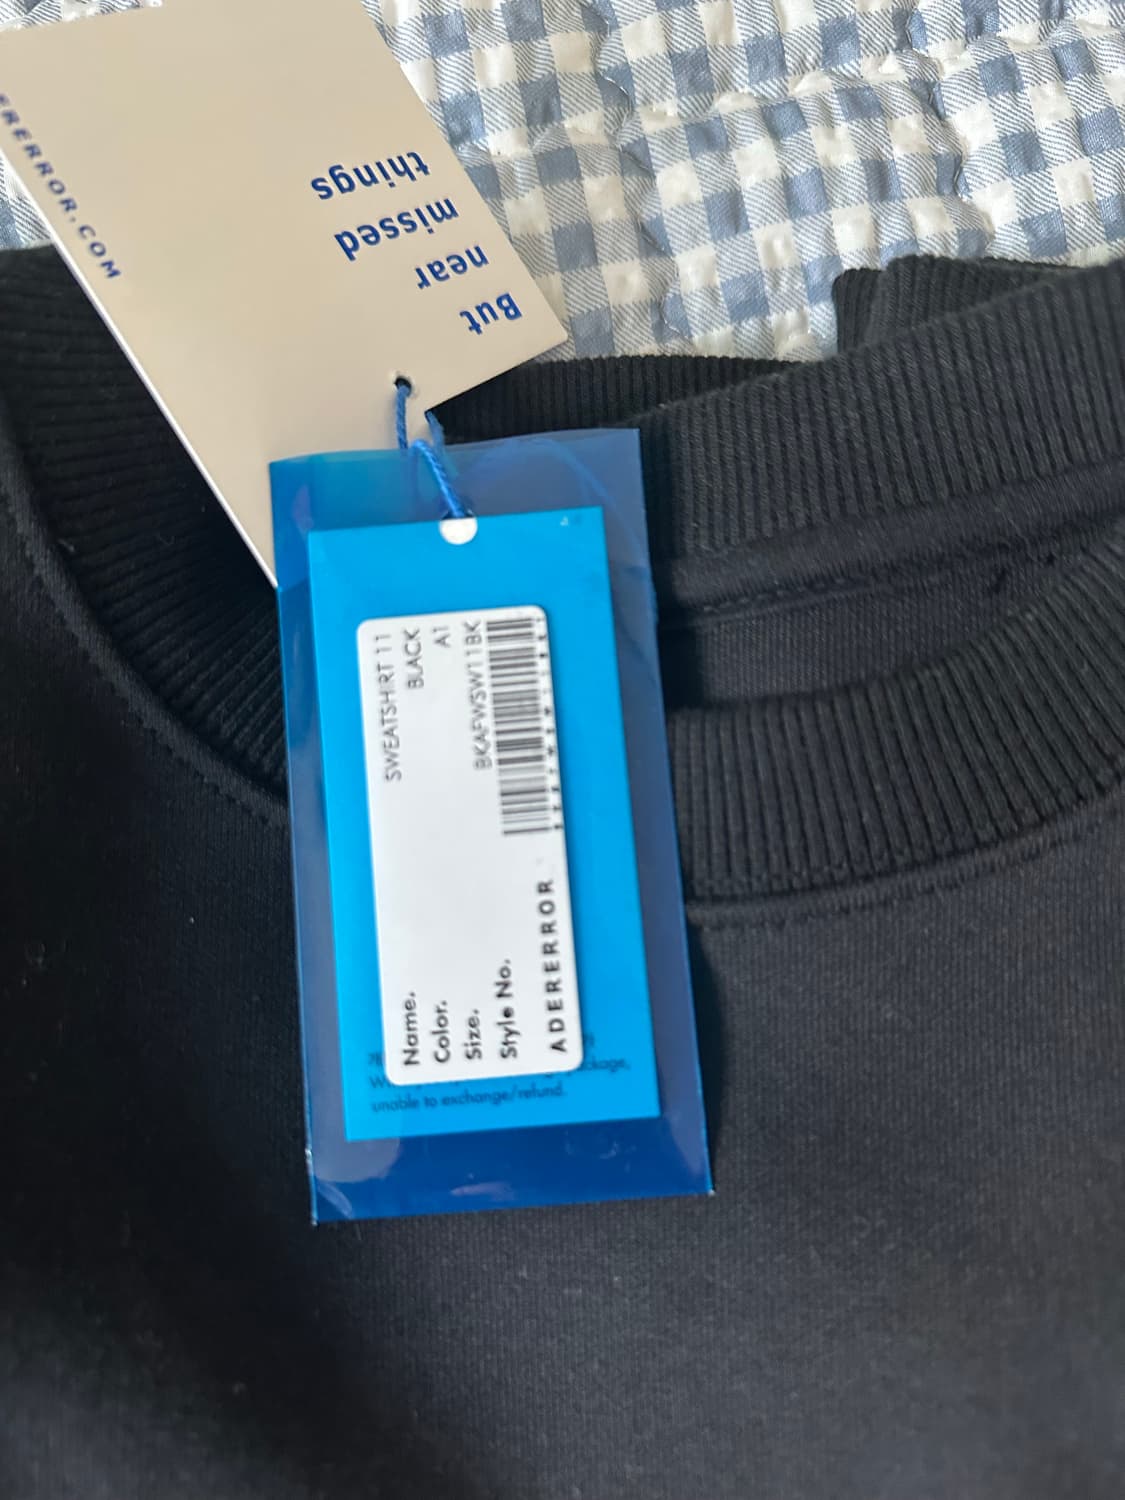 But
near
missed
things
ERERROR.COM
Name. SWEATSHIRT 11
Color. BLACK
Size. A1
Style No. BKAFWSW11BK
ADERERROR
unable to exchange/refund.